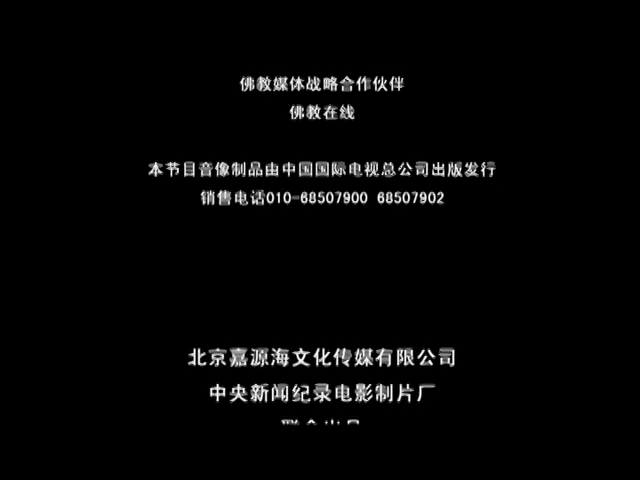 佛教媒体战略合作伙伴
佛教在线
本节目音像制品由中国国际电视总公司出版发行
销售电话010-68507900 68507902
北京嘉源海文化传媒有限公司
中央新闻纪录电影制片厂